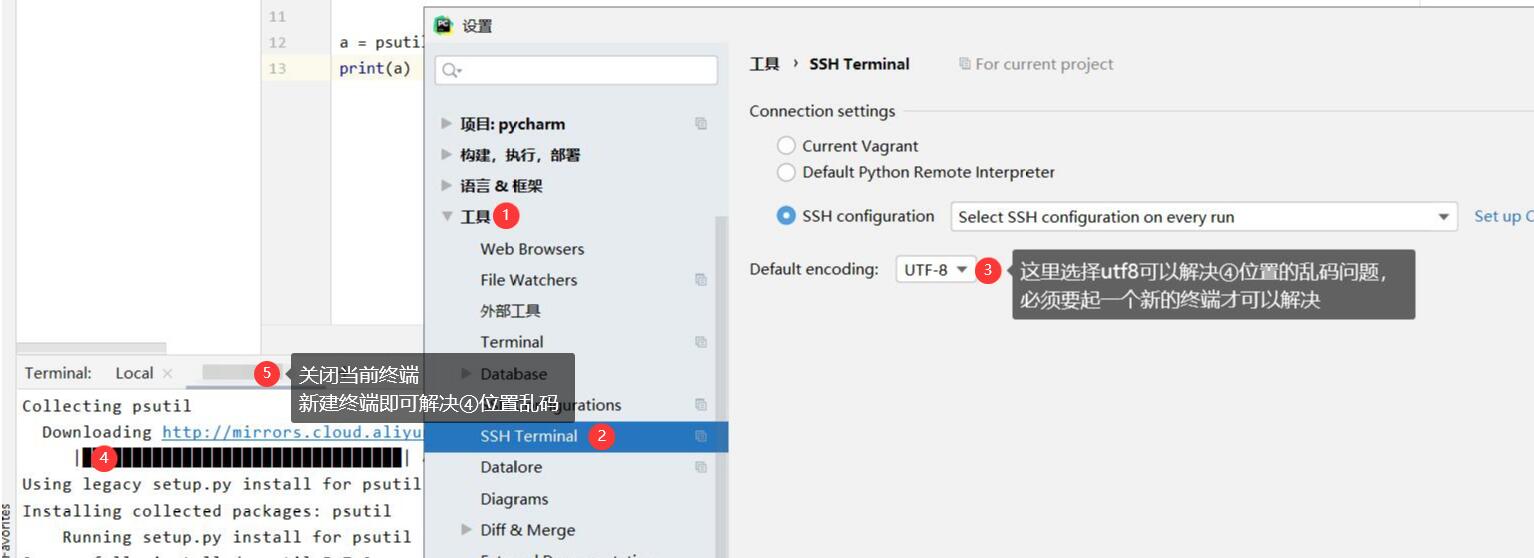 11
12
a = psuti
13
print(a)
设置
项目: pycharm
构建，执行，部署
语言 & 框架
工具 1
Web Browsers
File Watchers
外部工具
Terminal
Database
SSH Terminal 2
Datalore
Diagrams
Diff & Merge
工具 › SSH Terminal
For current project
Connection settings
Current Vagrant
Default Python Remote Interpreter
SSH configuration
Select SSH configuration on every run
Set up C
Default encoding:
UTF-8
3
这里选择utf8可以解决④位置的乱码问题，
必须要起一个新的终端才可以解决
Terminal:
Local
5
关闭当前终端
新建终端即可解决④位置乱码
Collecting psutil
Downloading http://mirrors.cloud.aliyu
4
Using legacy setup.py install for psutil
Installing collected packages: psutil
Running setup.py install for psutil
avorites